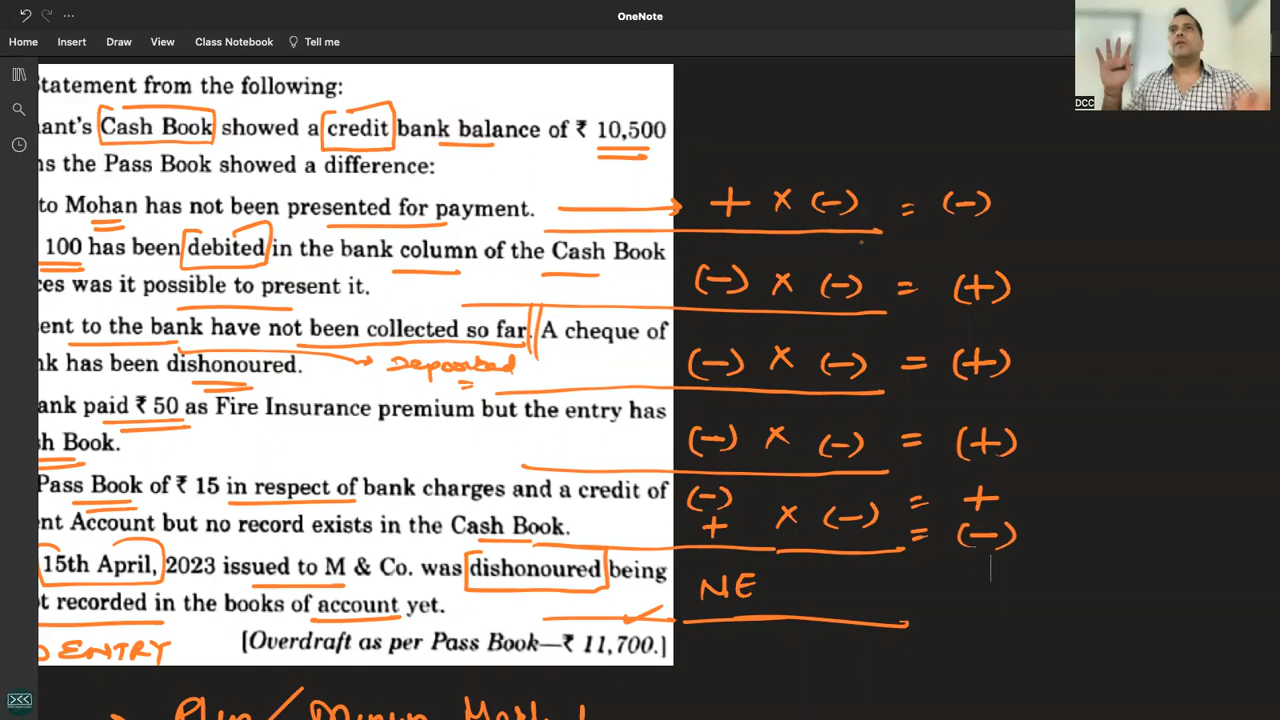 OneNote
Home Insert Draw View Class Notebook Tell me
DCC
tatement from the following:
ant's Cash Book showed a credit bank balance of ₹ 10,500
ns the Pass Book showed a difference:
to Mohan has not been presented for payment. + × (-) = (-)
100 has been debited in the bank column of the Cash Book
ces was it possible to present it. (-) × (-) = (+)
ent to the bank have not been collected so far. A cheque of
nk has been dishonoured. Deposited (-) × (-) = (+)
ank paid ₹ 50 as Fire Insurance premium but the entry has
sh Book. (-) × (-) = (+)
Pass Book of ₹ 15 in respect of bank charges and a credit of (-) = +
nt Account but no record exists in the Cash Book. + × (-) = (-)
15th April, 2023 issued to M & Co. was dishonoured being NE
t recorded in the books of account yet.
[Overdraft as per Pass Book—₹ 11,700.]
ENTRY
Plus/Minus Method
DCC